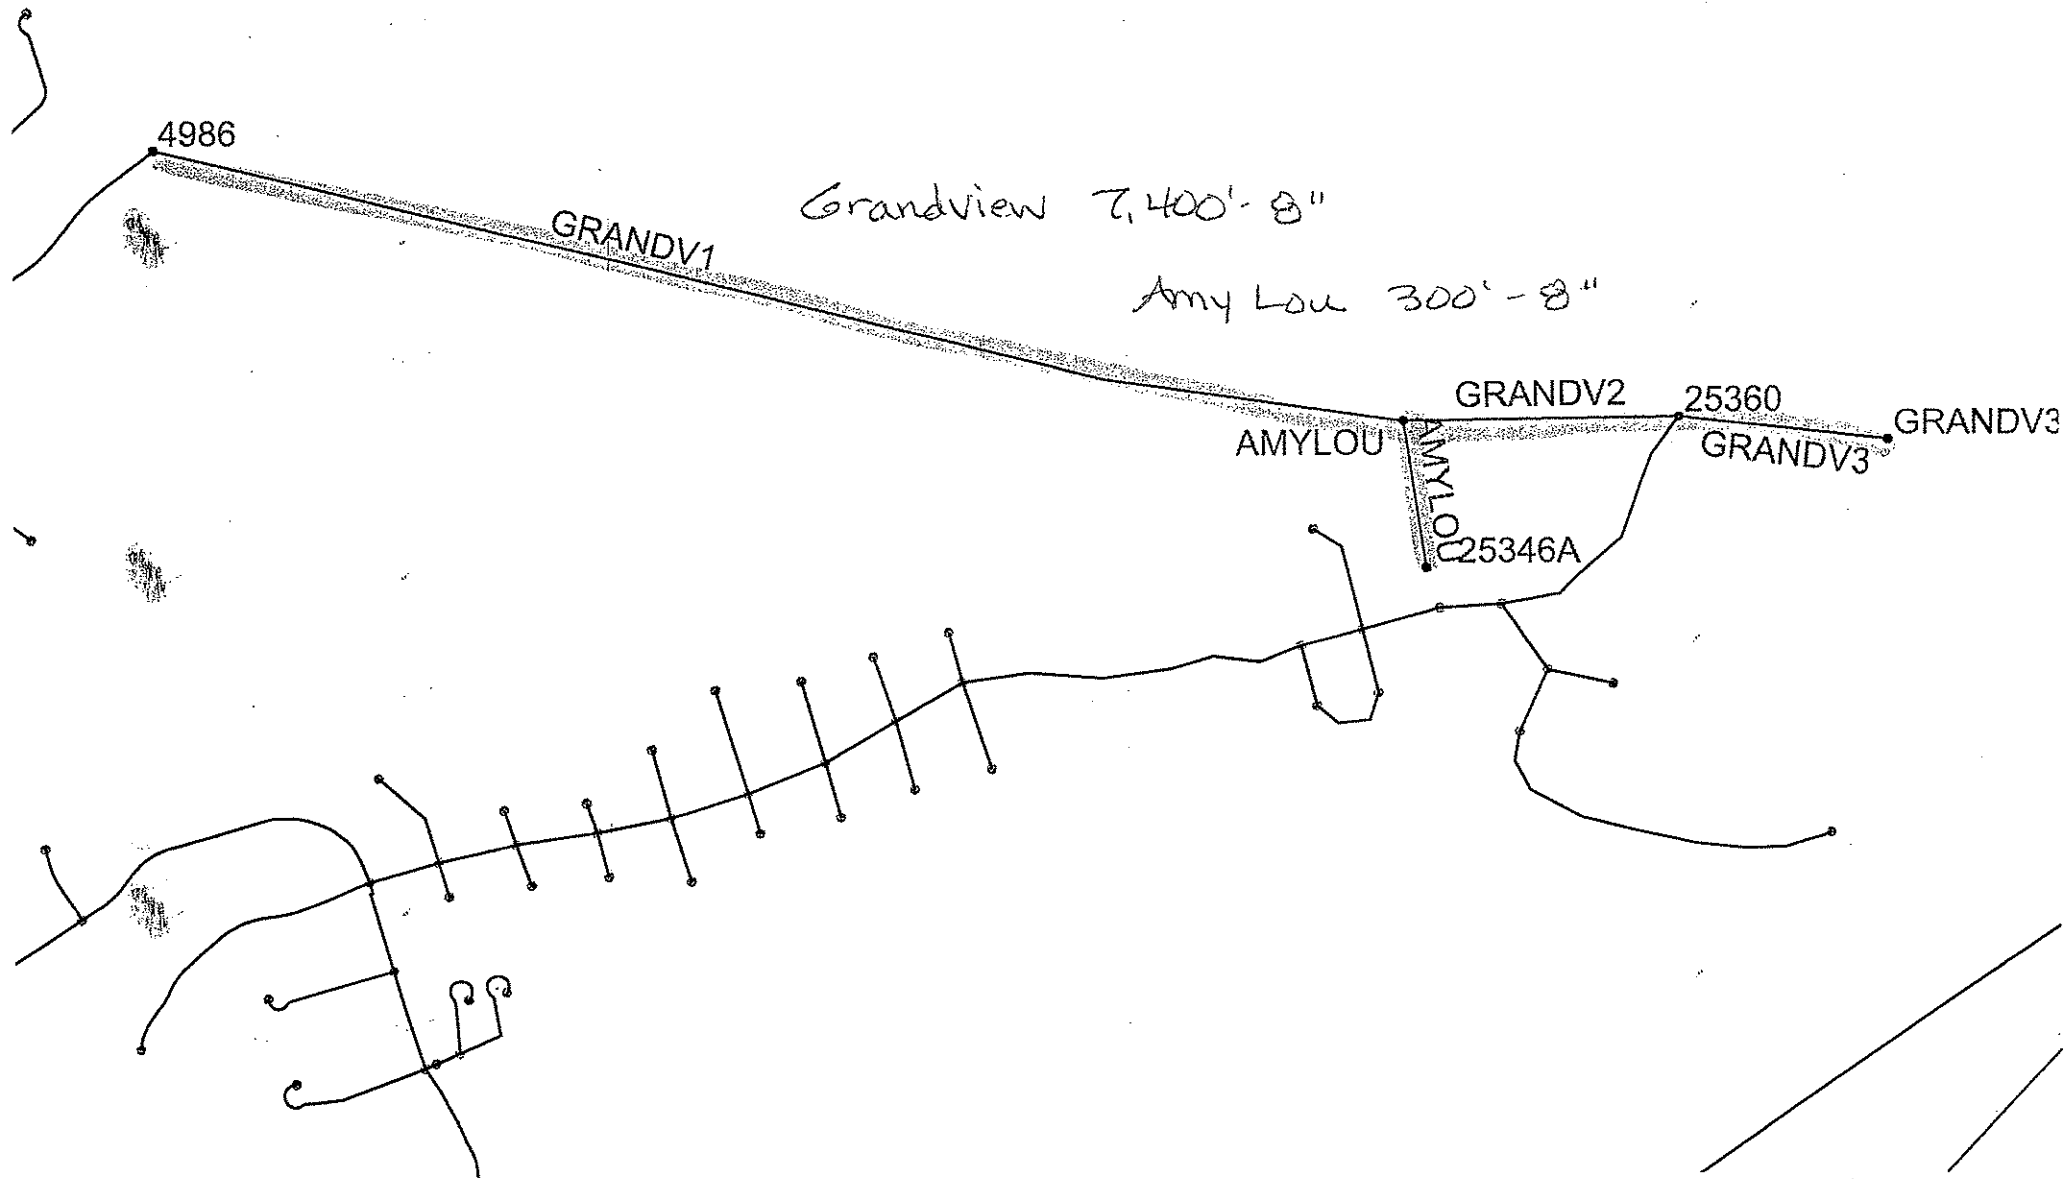 4986
Grandview 7,400'- 8"
GRANDV1
Amy Lou 300' - 8"
GRANDV2
25360
GRANDV3
AMYLOU
GRANDV3
AMYLOU
25346A